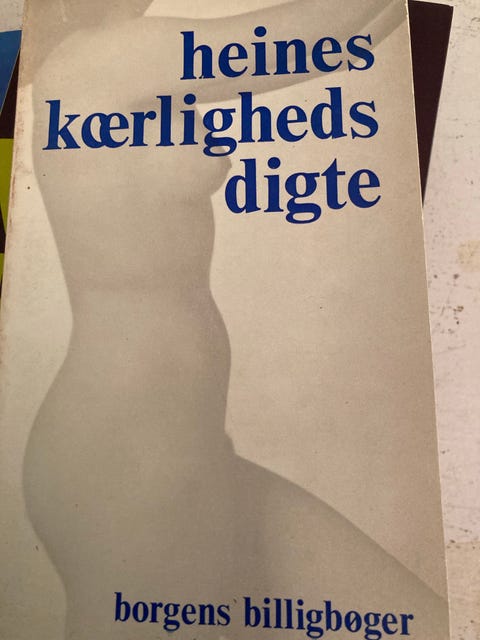 heines
kærligheds
digte
borgens billigbøger